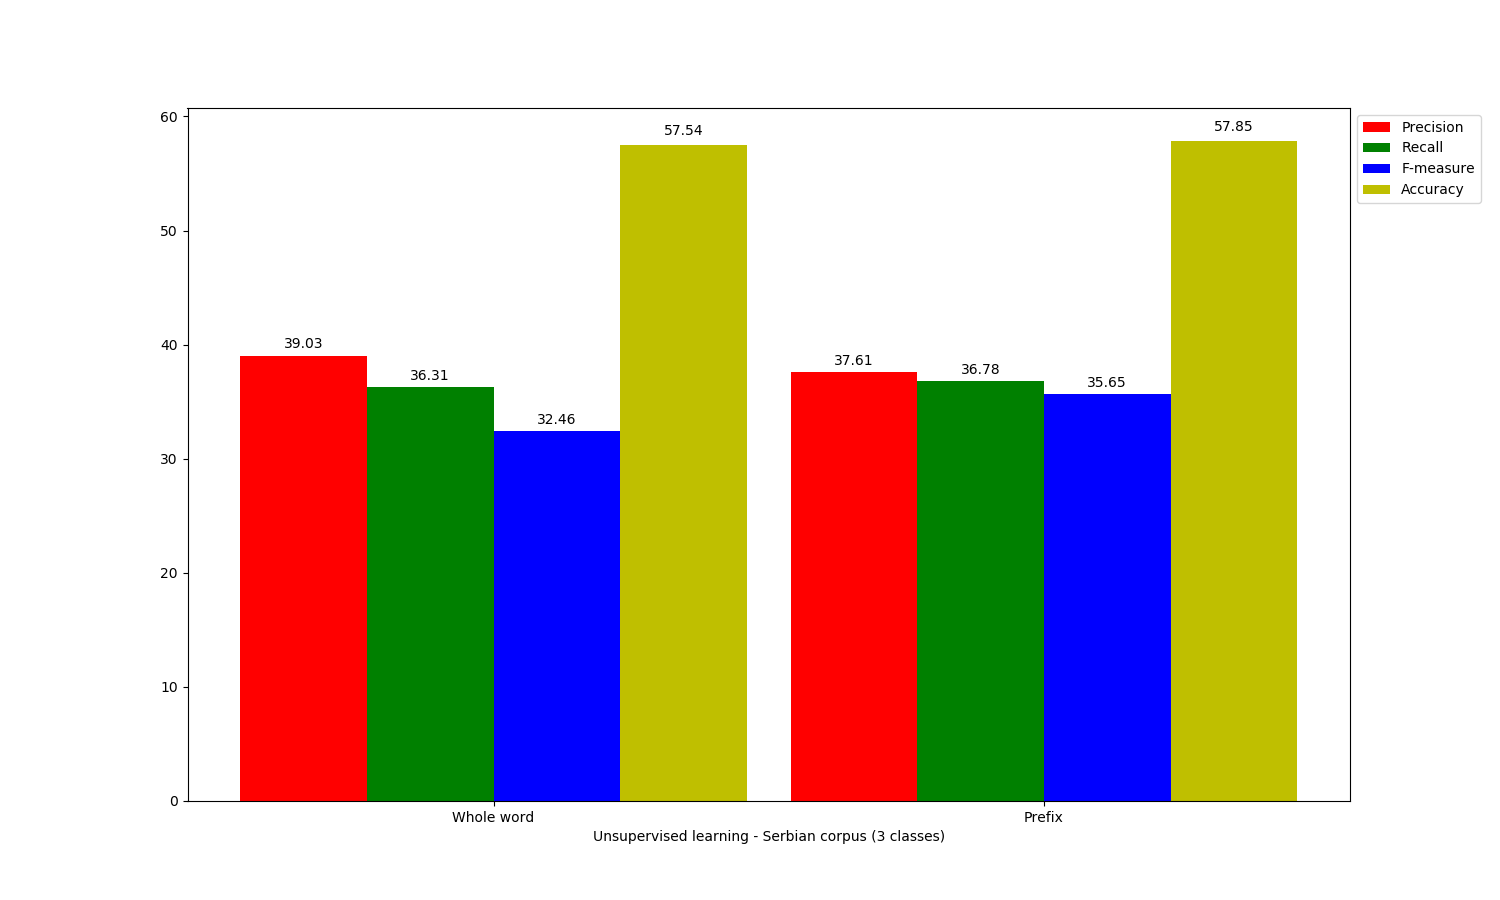 60
50
40
30
20
10
0
39.03
36.31
32.46
57.54
37.61
36.78
35.65
57.85
Whole word
Prefix
Unsupervised learning - Serbian corpus (3 classes)
Precision
Recall
F-measure
Accuracy